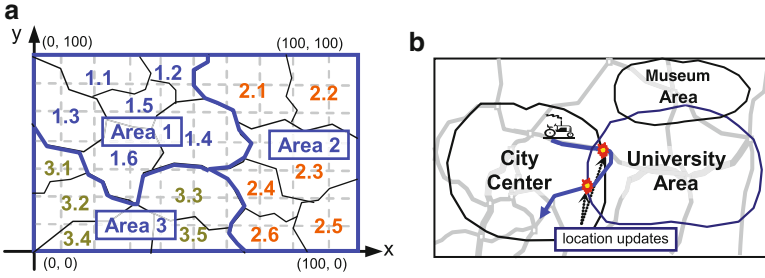 a
y
(0, 100)
(100, 100)
1.1
1.2
2.1
2.2
1.3
1.5
Area 1
1.4
Area 2
3.1
1.6
2.3
3.2
3.3
2.4
Area 3
3.4
3.5
2.6
2.5
x
(0, 0)
(100, 0)
b
Museum
Area
City
Center
University
Area
location updates